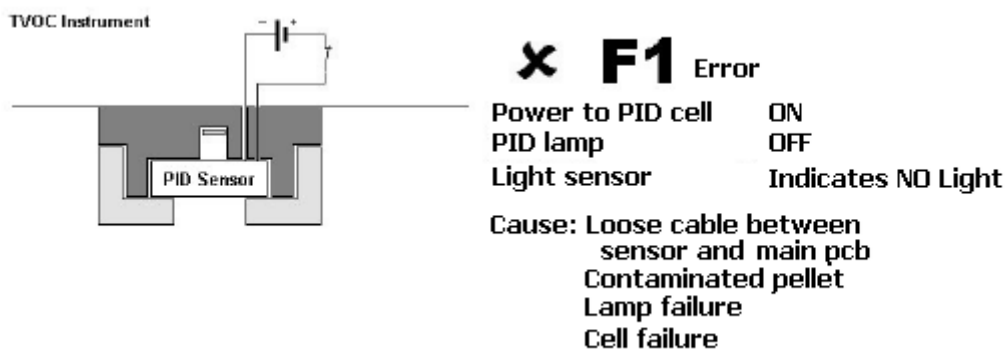 TVOC Instrument
- +
PID Sensor
✘ F1 Error
Power to PID cell ON
PID lamp OFF
Light sensor Indicates NO Light
Cause: Loose cable between
sensor and main pcb
Contaminated pellet
Lamp failure
Cell failure